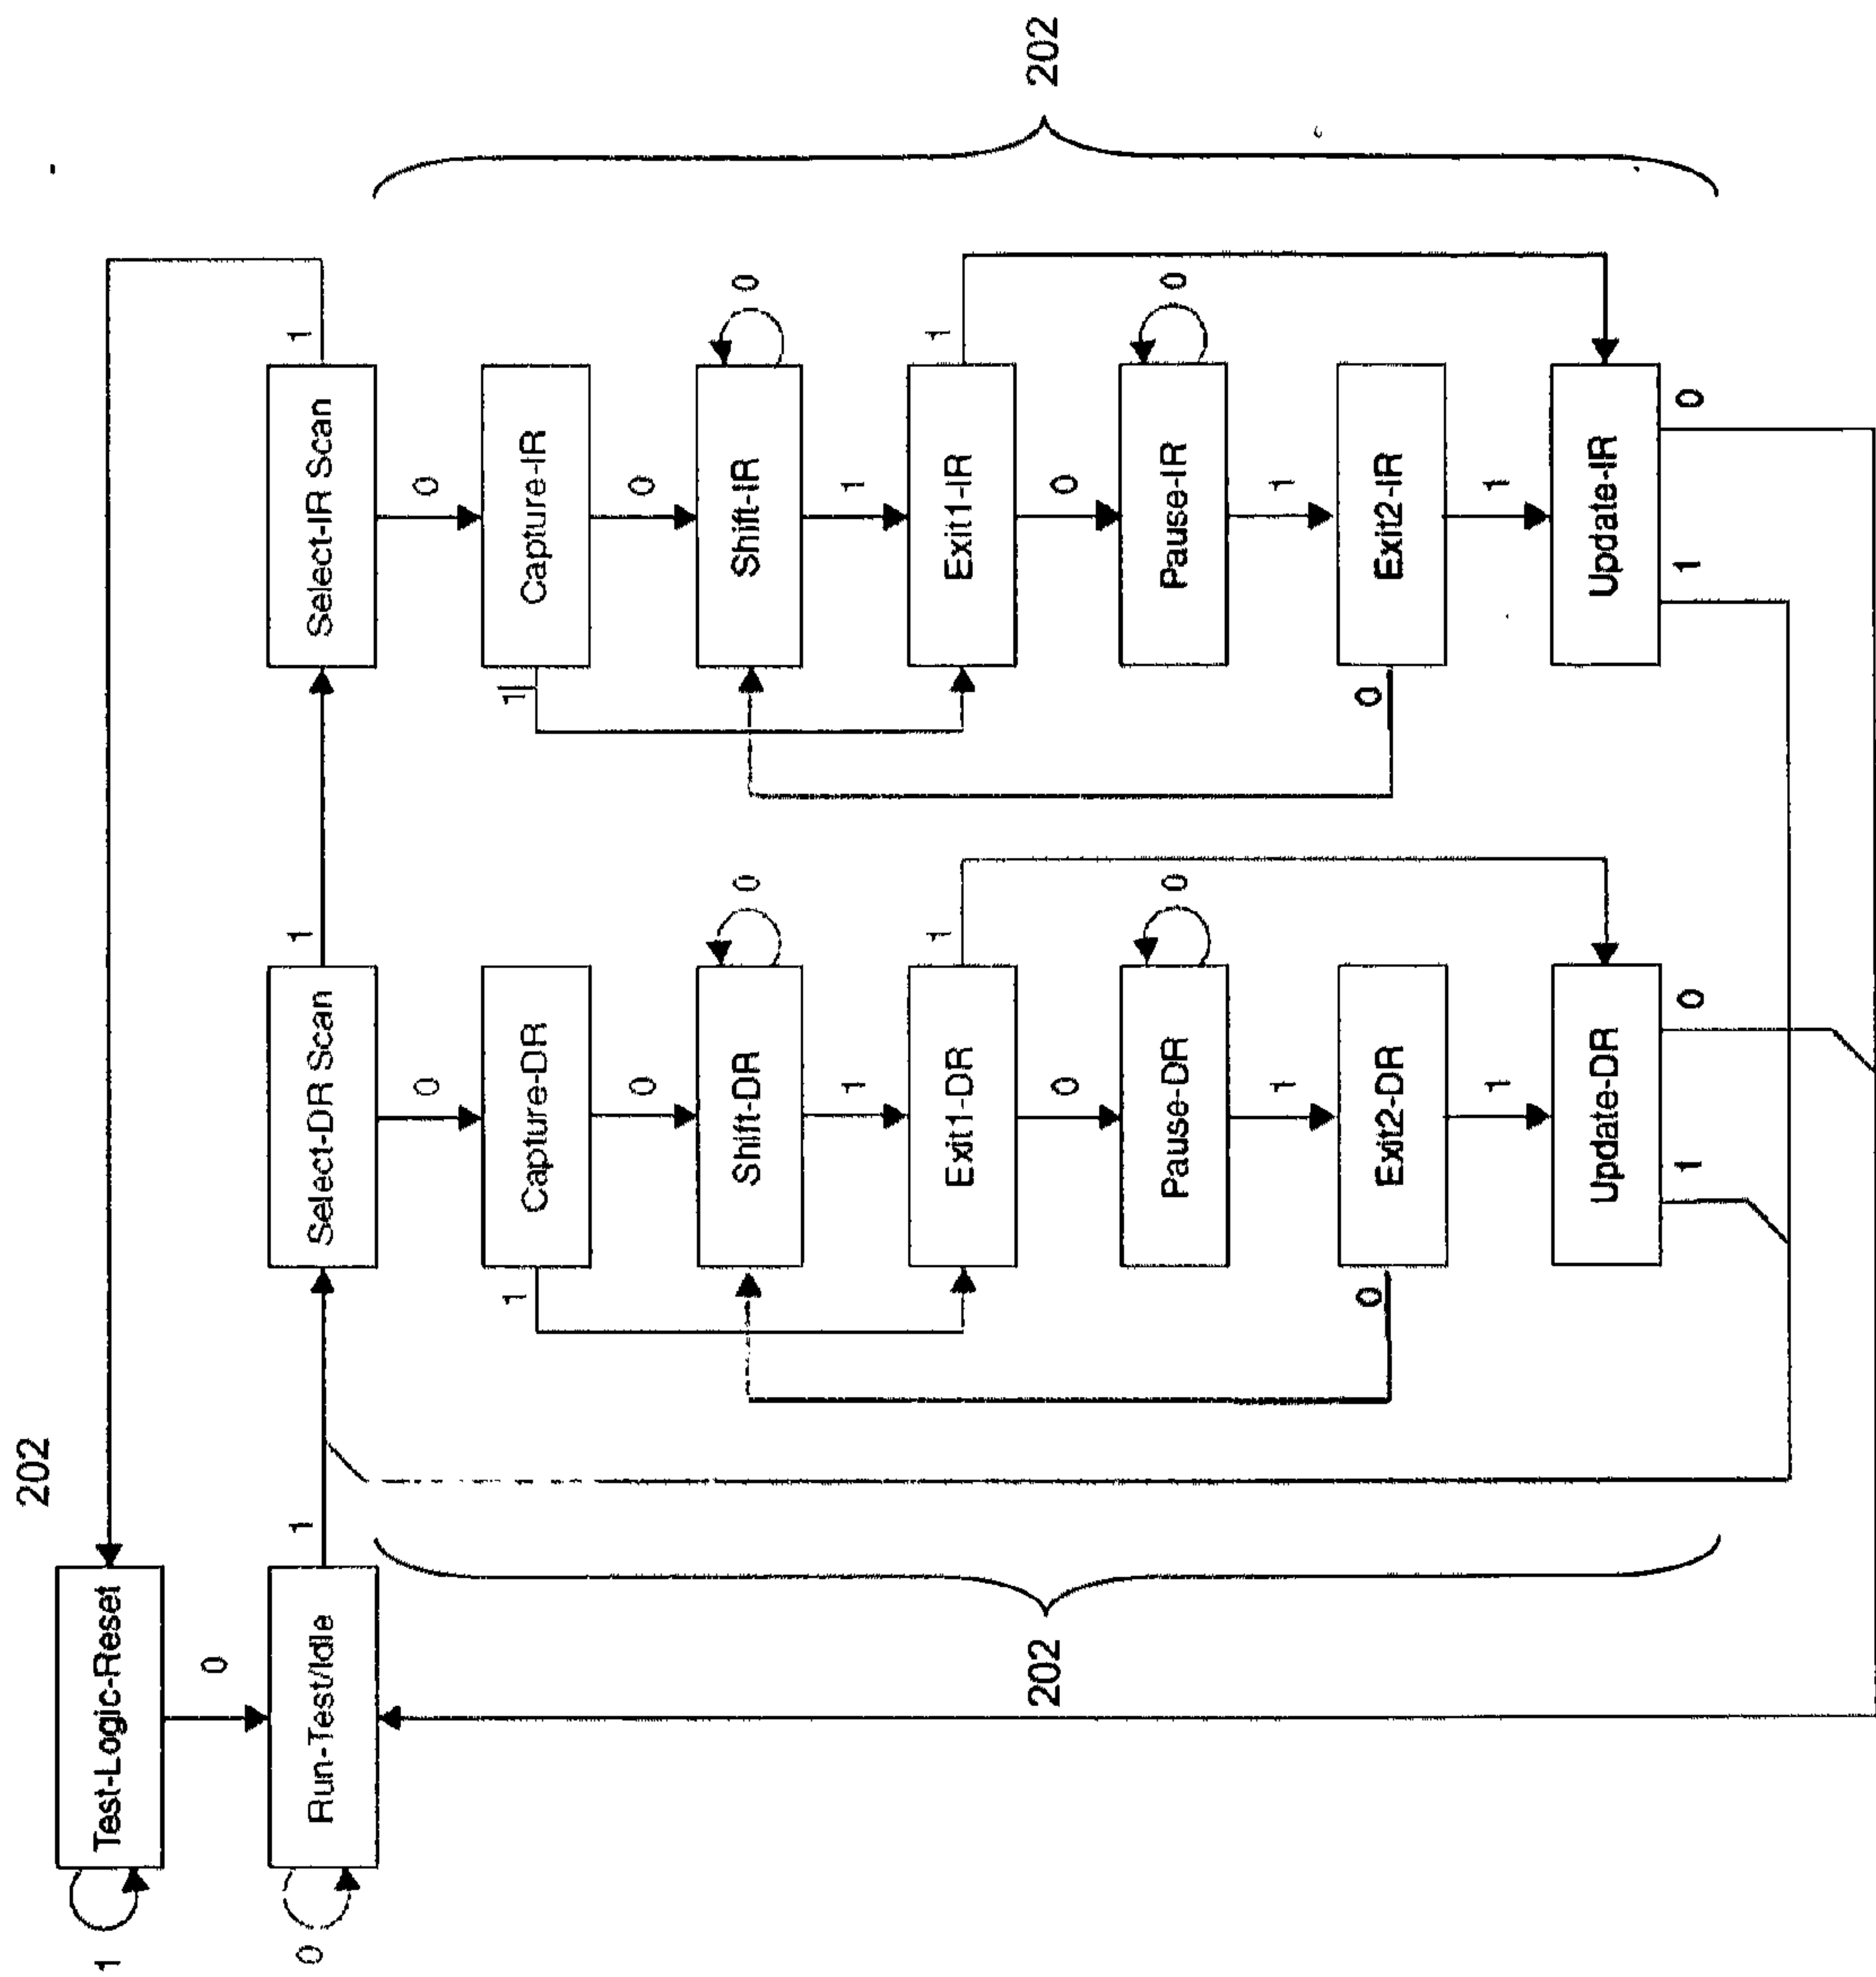 202
1
Test-Logic-Reset
0
0
Run-Test/Idle
1
202
Select-DR Scan
1
0
Capture-DR
1
0
Shift-DR
0
1
Exit1-DR
1
0
Pause-DR
0
1
Exit2-DR
0
1
Update-DR
1
0
Select-IR Scan
1
0
Capture-IR
1
0
Shift-IR
0
1
Exit1-IR
1
0
Pause-IR
0
1
Exit2-IR
0
1
Update-IR
1
0
202